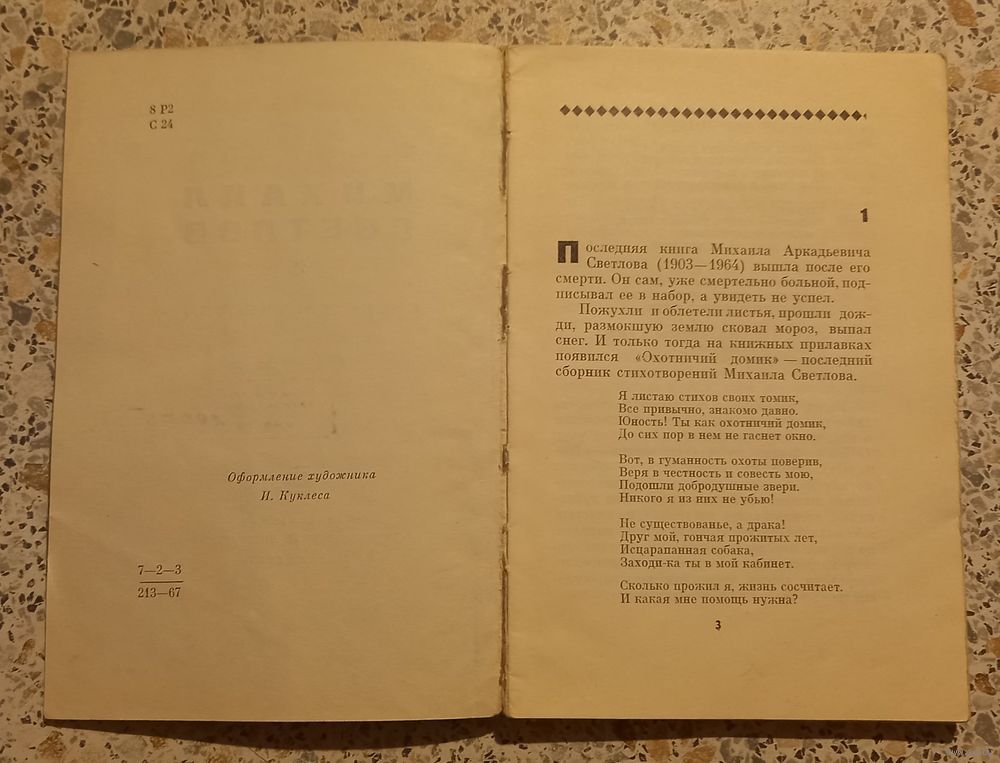 8 Р2
С 24
Оформление художника
И. Куклеса
7—2—3
213—67
1
Последняя книга Михаила Аркадьевича
Светлова (1903—1964) вышла после его
смерти. Он сам, уже смертельно больной, под-
писывал ее в набор, а увидеть не успел.
Пожухли и облетели листья, прошли дож-
ди, размокшую землю сковал мороз, выпал
снег. И только тогда на книжных прилавках
появился «Охотничий домик» — последний
сборник стихотворений Михаила Светлова.
Я листаю стихов своих томик,
Все привычно, знакомо давно.
Юность! Ты как охотничий домик,
До сих пор в нем не гаснет окно.
Вот, в гуманность охоты поверив,
Веря в честность и совесть мою,
Подошли добродушные звери.
Никого я из них не убью!
Не существованье, а драка!
Друг мой, гончая прожитых лет,
Исцарапанная собака,
Заходи-ка ты в мой кабинет.
Сколько прожил я, жизнь сосчитает.
И какая мне помощь нужна?
3